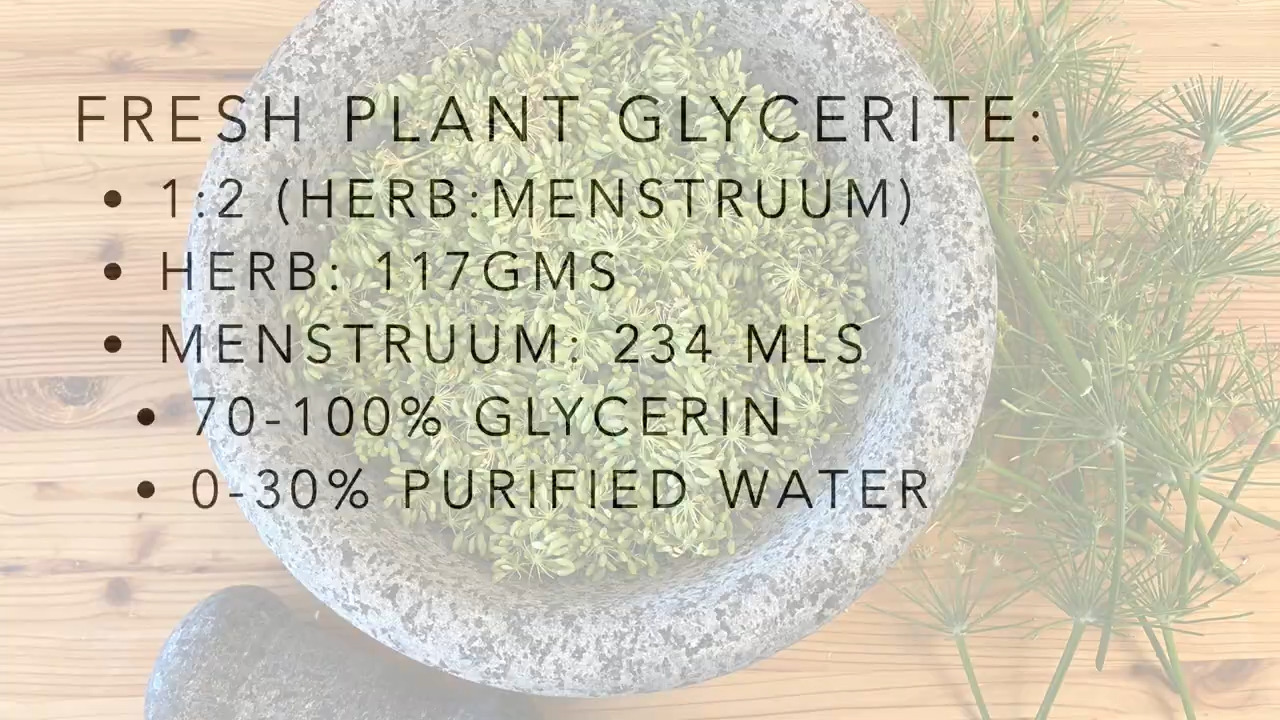 FRESH PLANT GLYCERITE:
• 1:2 (HERB:MENSTRUUM)
• HERB: 117GMS
• MENSTRUUM: 234 MLS
• 70-100% GLYCERIN
• 0-30% PURIFIED WATER